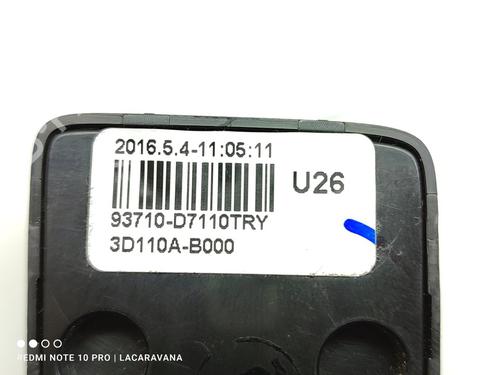 2016.5.4-11:05:11
U26
93710-D7110TRY
3D110A-B000
REDMI NOTE 10 PRO | LACARAVANA